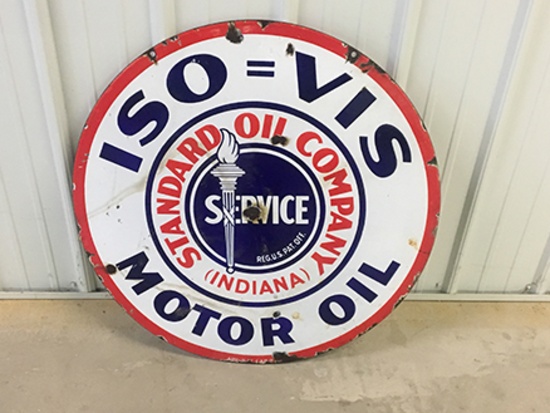 ISO=VIS
STANDARD OIL COMPANY
SERVICE
REG.U.S.PAT.OFF.
(INDIANA)
MOTOR OIL